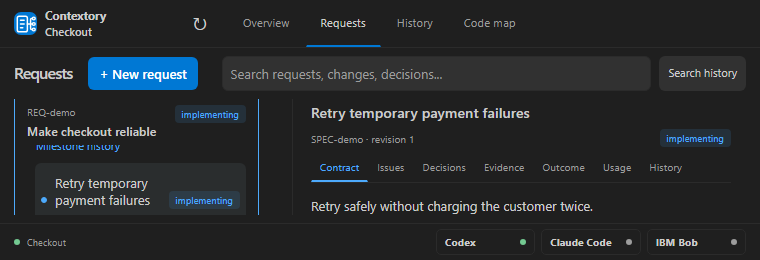 Contextory
Checkout
Overview
Requests
History
Code map
Requests
+ New request
Search requests, changes, decisions...
Search history
REQ-demo
implementing
Make checkout reliable
Milestone history
Retry temporary
payment failures
implementing
Retry temporary payment failures
SPEC-demo · revision 1
implementing
Contract
Issues
Decisions
Evidence
Outcome
Usage
History
Retry safely without charging the customer twice.
Checkout
Codex
Claude Code
IBM Bob